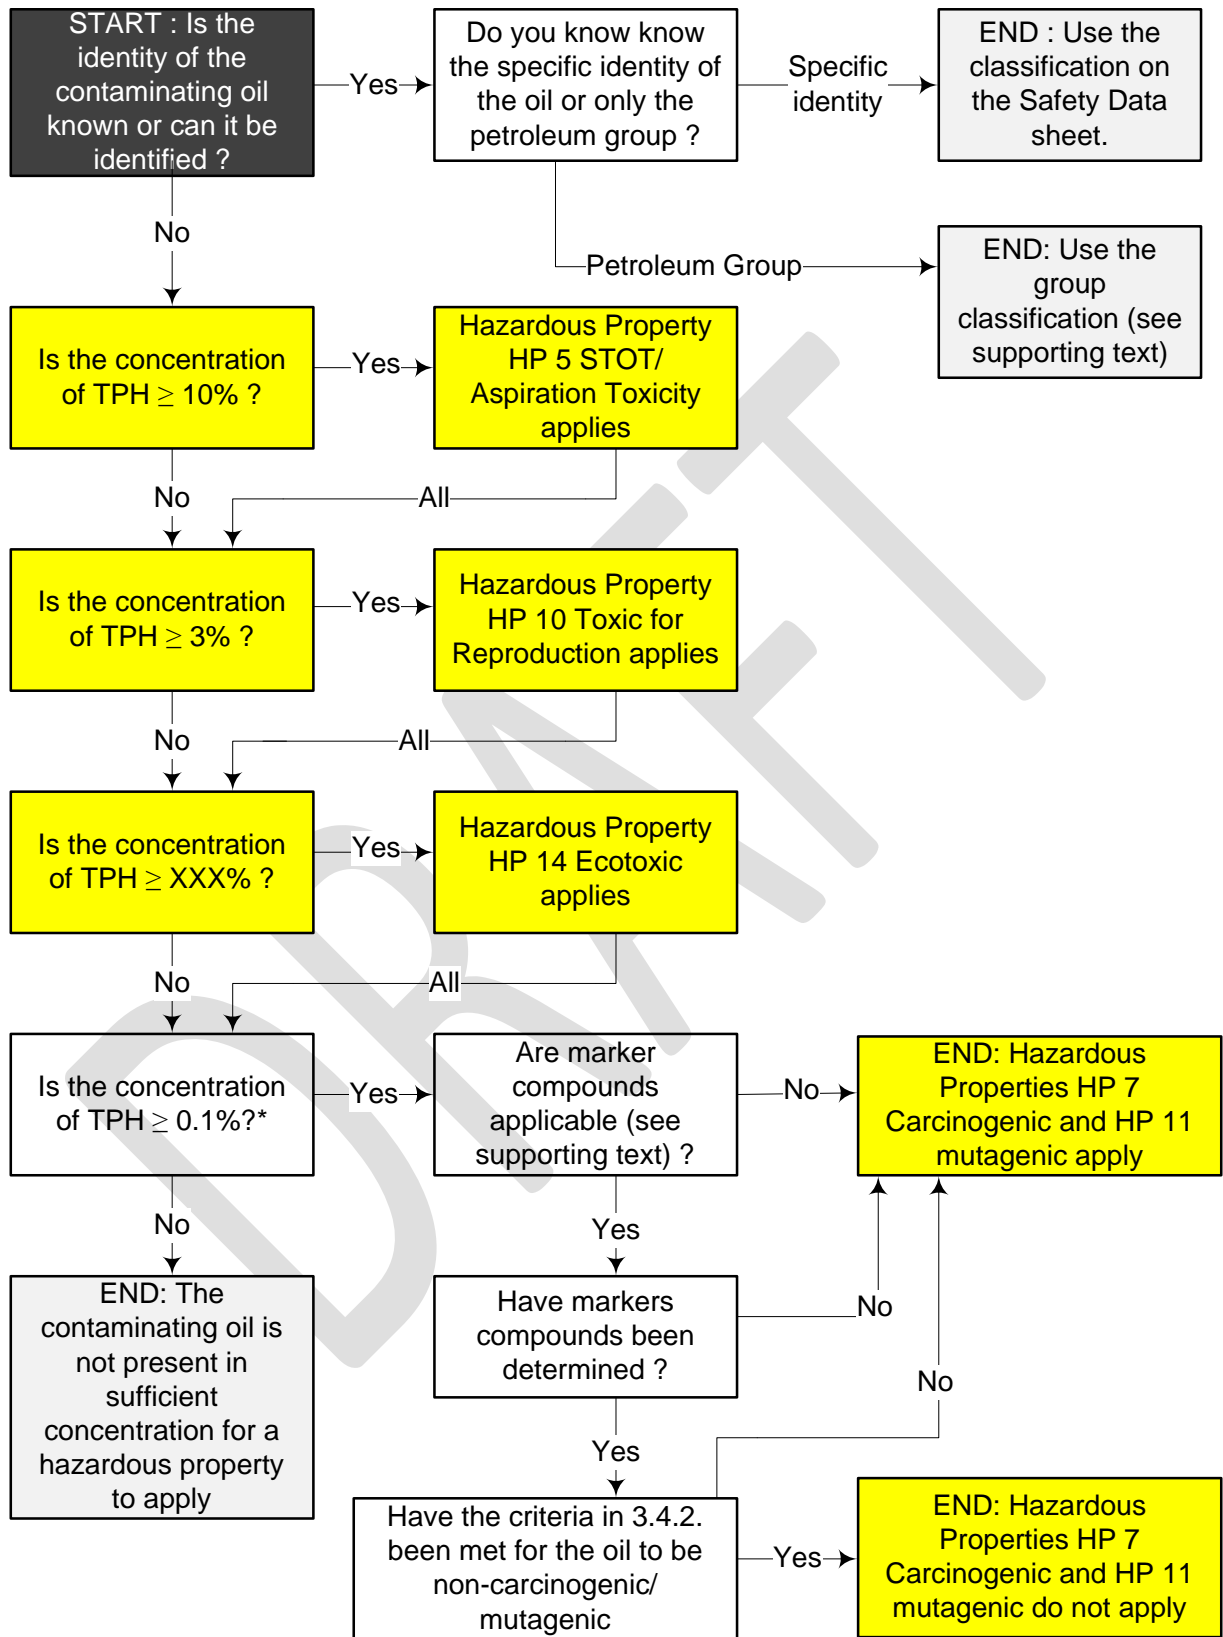 START : Is the
identity of the
contaminating oil
known or can it be
identified ?
Yes
Do you know know
the specific identity of
the oil or only the
petroleum group ?
Specific
identity
END : Use the
classification on
the Safety Data
sheet.
No
Petroleum Group
END: Use the
group
classification (see
supporting text)
Is the concentration
of TPH ≥ 10% ?
Yes
Hazardous Property
HP 5 STOT/
Aspiration Toxicity
applies
No
All
Is the concentration
of TPH ≥ 3% ?
Yes
Hazardous Property
HP 10 Toxic for
Reproduction applies
No
All
Is the concentration
of TPH ≥ XXX% ?
Yes
Hazardous Property
HP 14 Ecotoxic
applies
No
All
Is the concentration
of TPH ≥ 0.1%?*
Yes
Are marker
compounds
applicable (see
supporting text) ?
No
END: Hazardous
Properties HP 7
Carcinogenic and HP 11
mutagenic apply
No
Yes
END: The
contaminating oil is
not present in
sufficient
concentration for a
hazardous property
to apply
Have markers
compounds been
determined ?
No
No
Yes
Have the criteria in 3.4.2.
been met for the oil to be
non-carcinogenic/
mutagenic
Yes
END: Hazardous
Properties HP 7
Carcinogenic and HP 11
mutagenic do not apply
DRAFT